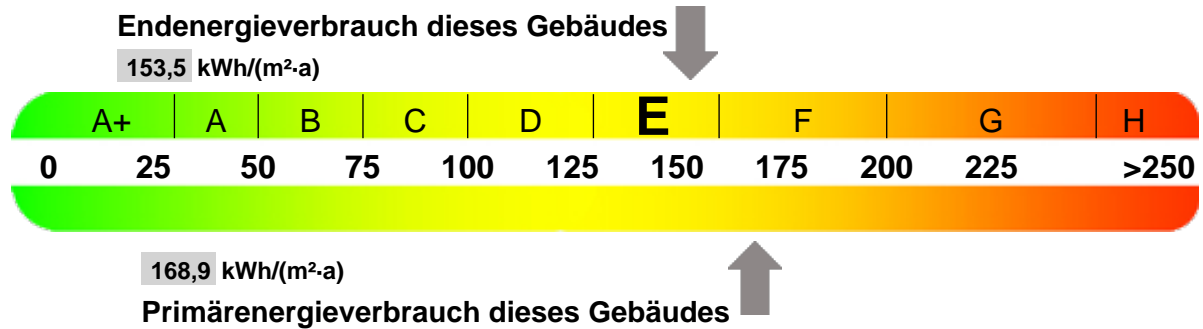 Endenergieverbrauch dieses Gebäudes
153,5 kWh/(m²·a)
A+ A B C D E F G H
0 25 50 75 100 125 150 175 200 225 >250
168,9 kWh/(m²·a)
Primärenergieverbrauch dieses Gebäudes